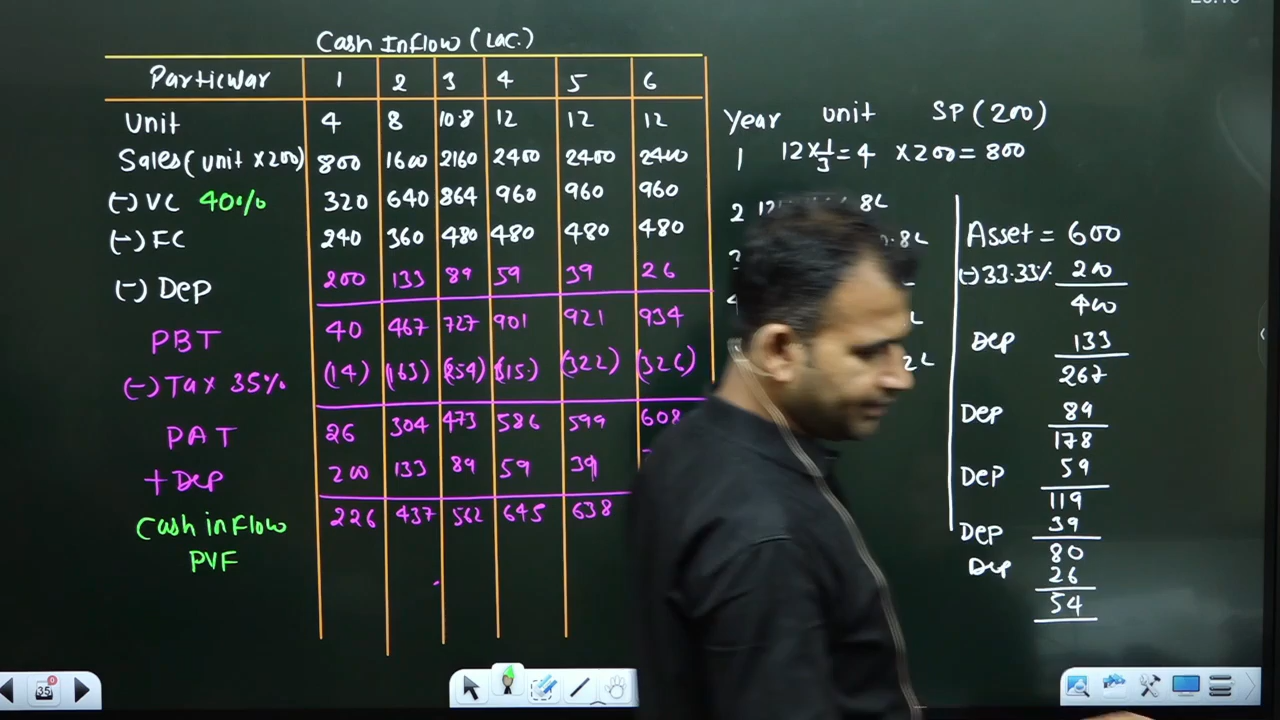 Cash Inflow (Lac.)
Particular 1 2 3 4 5 6
Unit 4 8 10.8 12 12 12
Sales (unit ×200) 800 1600 2160 2400 2400 2400
(-) VC 40% 320 640 864 960 960 960
(-) FC 240 360 480 480 480 480
(-) Dep 200 133 89 59 39 26
PBT 40 467 727 901 921 934
(-) Tax 35% (14) (163) (254) (315) (322) (326)
PAT 26 304 473 586 599 608
+ Dep 200 133 89 59 39
Cash inflow 226 437 562 645 638
PVF
Year unit SP (200)
1 12 × 1/3 = 4 × 200 = 800
2 8L
Asset = 600
(-) 33.33% 200
400
Dep 133
267
Dep 89
178
Dep 59
119
Dep 39
80
Dep 26
54
35